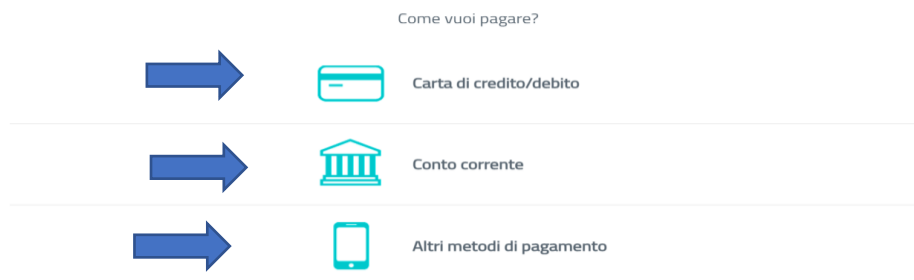 Come vuoi pagare?
Carta di credito/debito
Conto corrente
Altri metodi di pagamento